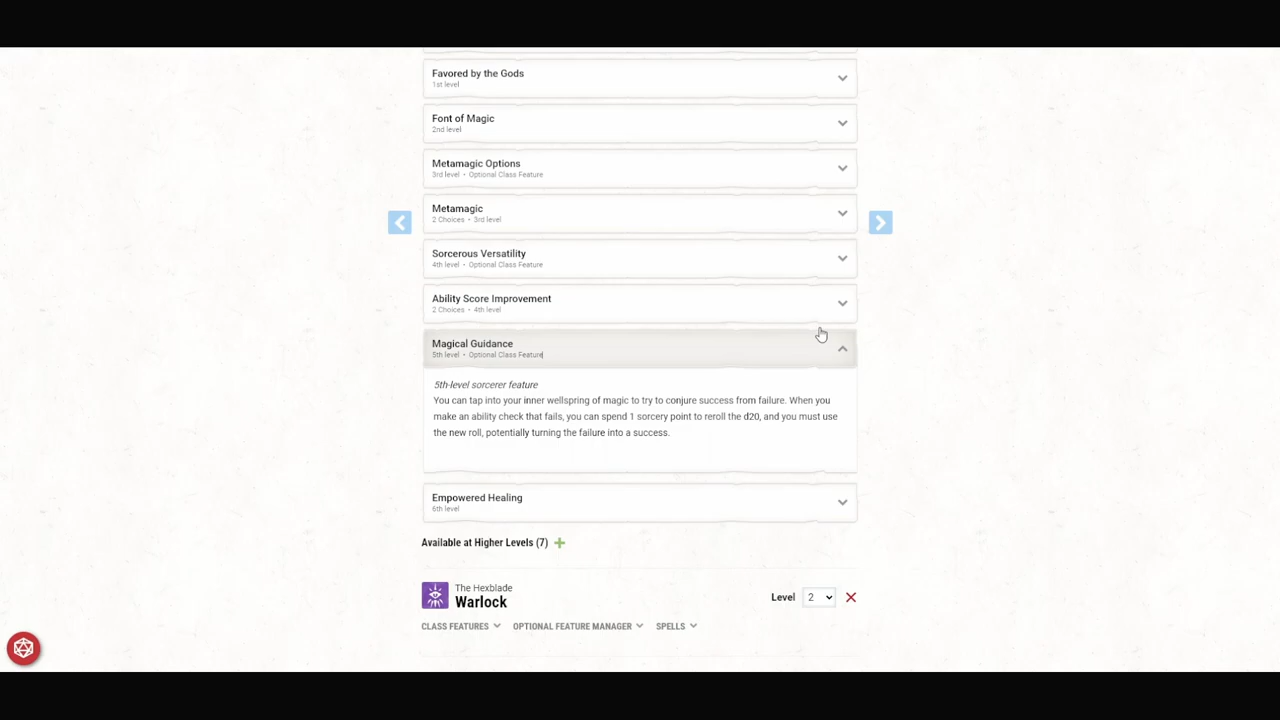 Favored by the Gods
1st level
Font of Magic
2nd level
Metamagic Options
3rd level • Optional Class Feature
Metamagic
2 Choices • 3rd level
Sorcerous Versatility
4th level • Optional Class Feature
Ability Score Improvement
2 Choices • 4th level
Magical Guidance
5th level • Optional Class Feature
5th-level sorcerer feature
You can tap into your inner wellspring of magic to try to conjure success from failure. When you
make an ability check that fails, you can spend 1 sorcery point to reroll the d20, and you must use
the new roll, potentially turning the failure into a success.
Empowered Healing
6th level
Available at Higher Levels (7)
The Hexblade
Warlock
Level 2
CLASS FEATURES OPTIONAL FEATURE MANAGER SPELLS